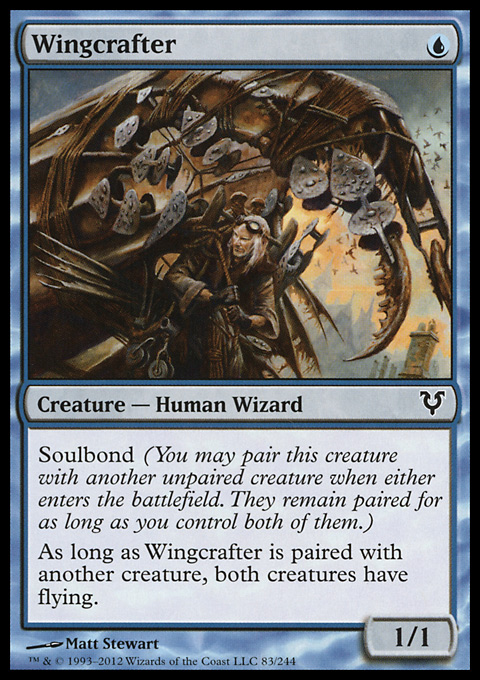 Wingcrafter
Creature — Human Wizard
Soulbond (You may pair this creature
with another unpaired creature when either
enters the battlefield. They remain paired for
as long as you control both of them.)
As long as Wingcrafter is paired with
another creature, both creatures have
flying.
1/1
Matt Stewart
™ & © 1993–2012 Wizards of the Coast LLC 83/244